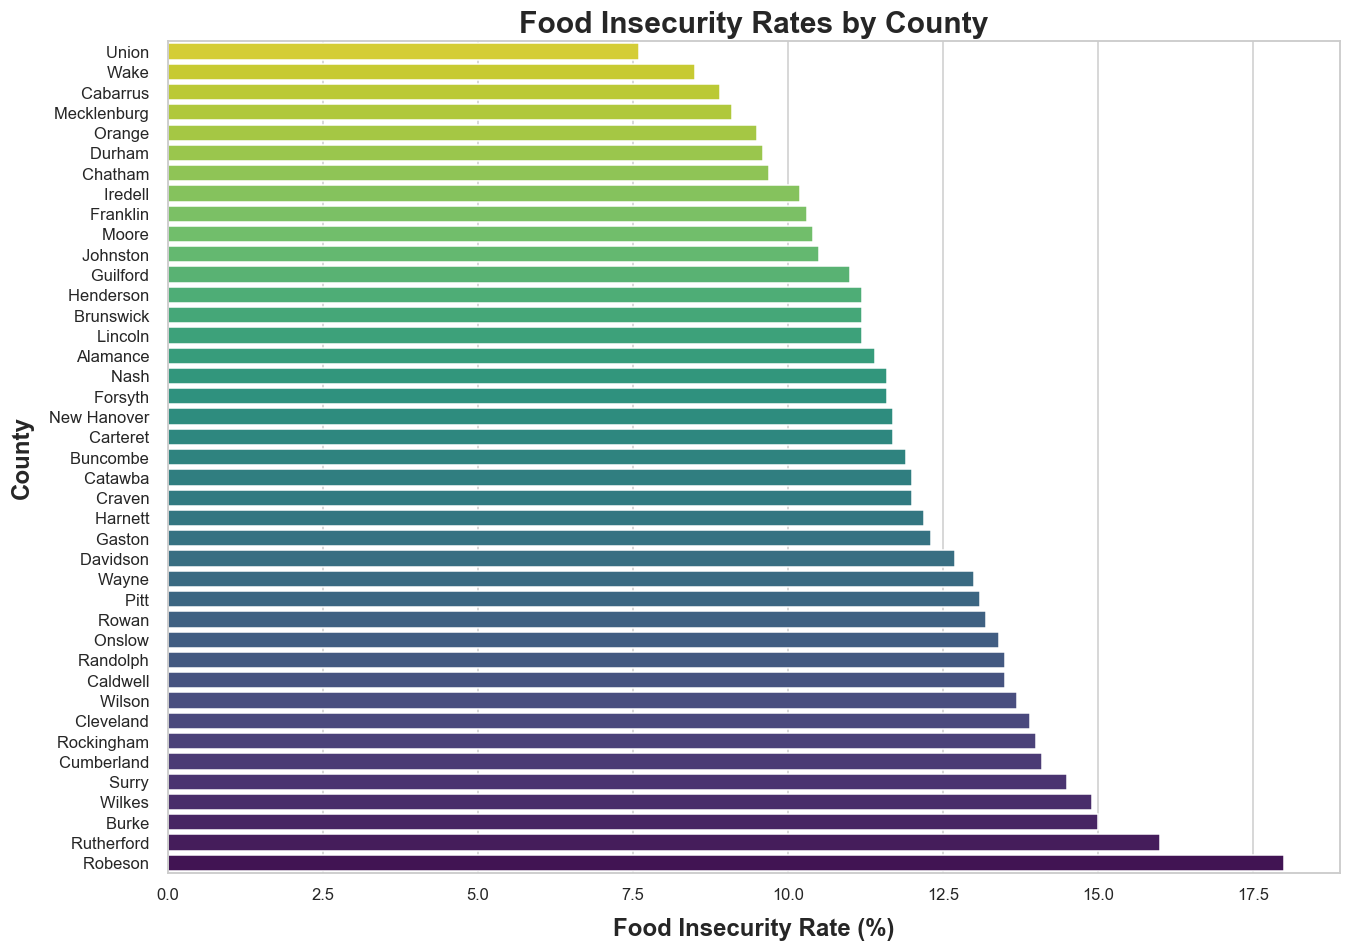 Food Insecurity Rates by County
Union
Wake
Cabarrus
Mecklenburg
Orange
Durham
Chatham
Iredell
Franklin
Moore
Johnston
Guilford
Henderson
Brunswick
Lincoln
Alamance
Nash
Forsyth
New Hanover
Carteret
Buncombe
Catawba
Craven
Harnett
Gaston
Davidson
Wayne
Pitt
Rowan
Onslow
Randolph
Caldwell
Wilson
Cleveland
Rockingham
Cumberland
Surry
Wilkes
Burke
Rutherford
Robeson
County
0.0 2.5 5.0 7.5 10.0 12.5 15.0 17.5
Food Insecurity Rate (%)